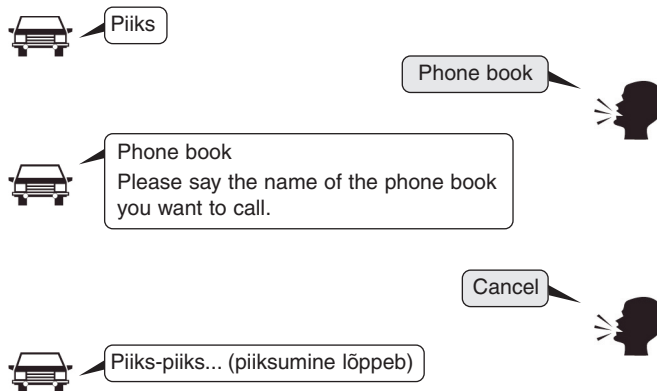 Piiks
Phone book
Phone book
Please say the name of the phone book
you want to call.
Cancel
Piiks-piiks... (piiksumine lõppeb)